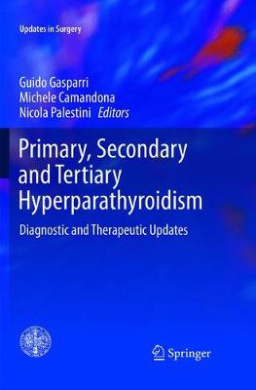 Updates in Surgery
Guido Gasparri
Michele Camandona
Nicola Palestini Editors
Primary, Secondary
and Tertiary
Hyperparathyroidism
Diagnostic and Therapeutic Updates
Springer